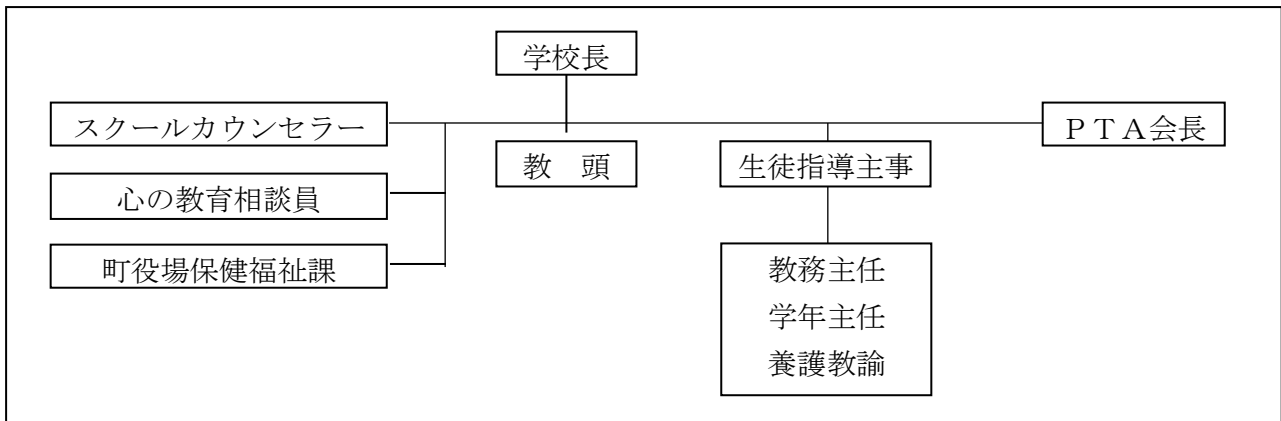 学校長
スクールカウンセラー
PTA会長
教 頭
生徒指導主事
心の教育相談員
町役場保健福祉課
教務主任
学年主任
養護教諭